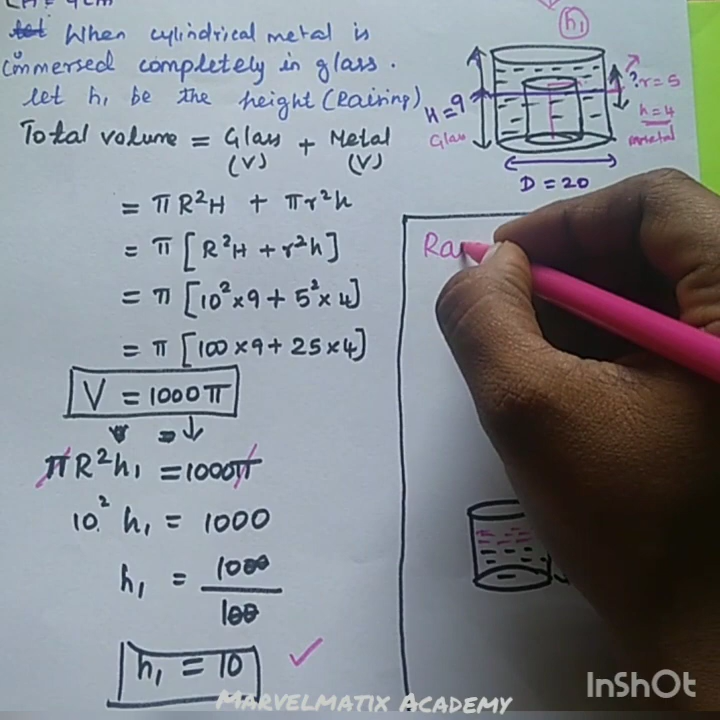 When cylindrical metal is
immersed completely in glass.
let h₁ be the height (Raising)
Total volume = Glass (V) + Metal (V)
= πR²H + πr²h
= π [R²H + r²h]
= π [10² × 9 + 5² × 4]
= π [100 × 9 + 25 × 4]
V = 1000π
πR²h₁ = 1000π
10² h₁ = 1000
h₁ = 1000/100
h₁ = 10 ✓
h₁
?
r = 5
H = 9
Glass
h = 4
metal
D = 20
Ra
MARVELMATIX ACADEMY
InShOt